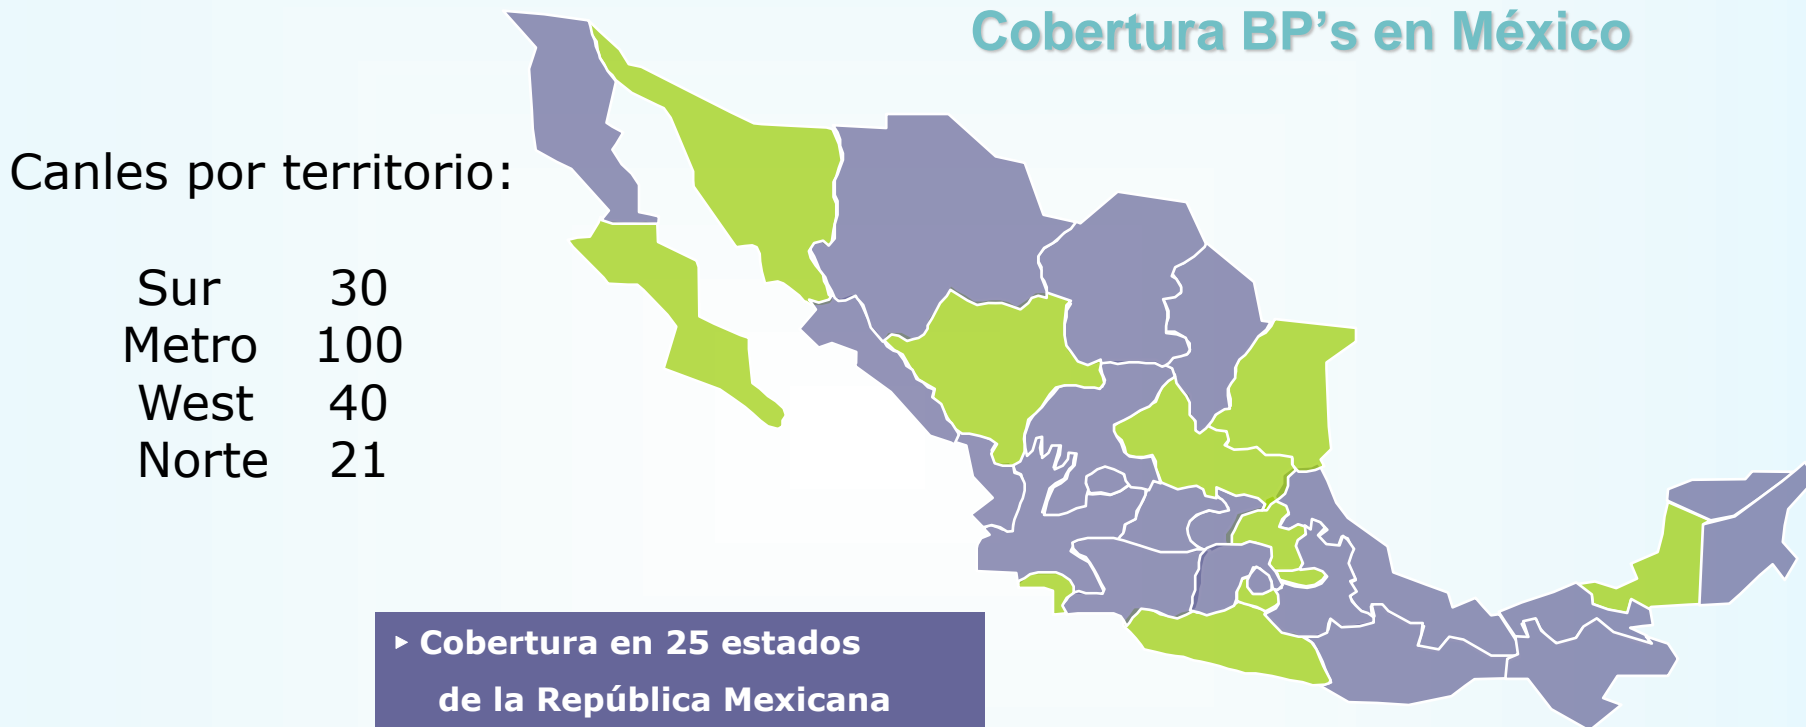 Cobertura BP's en México
Canles por territorio:
Sur 30
Metro 100
West 40
Norte 21
▸ Cobertura en 25 estados
de la República Mexicana